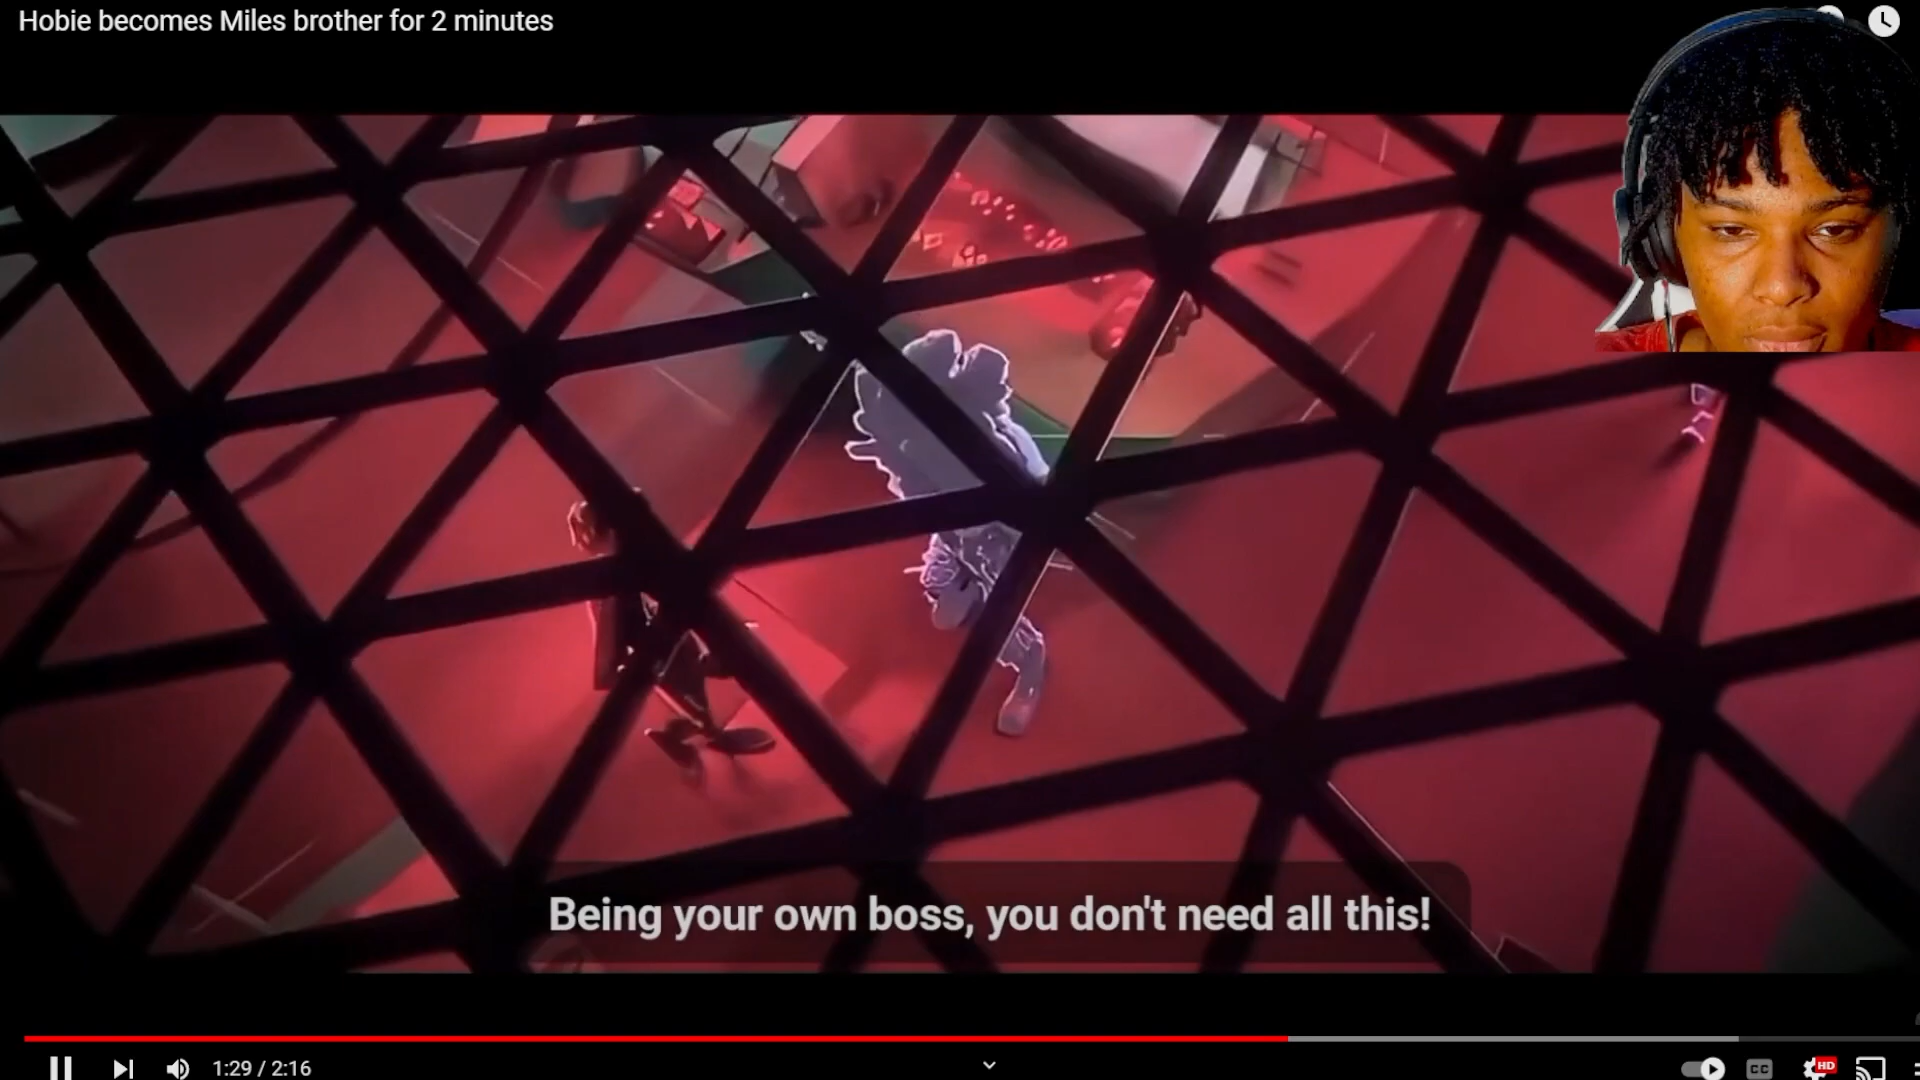 Hobie becomes Miles brother for 2 minutes
Being your own boss, you don't need all this!
1:29 / 2:16
CC
HD